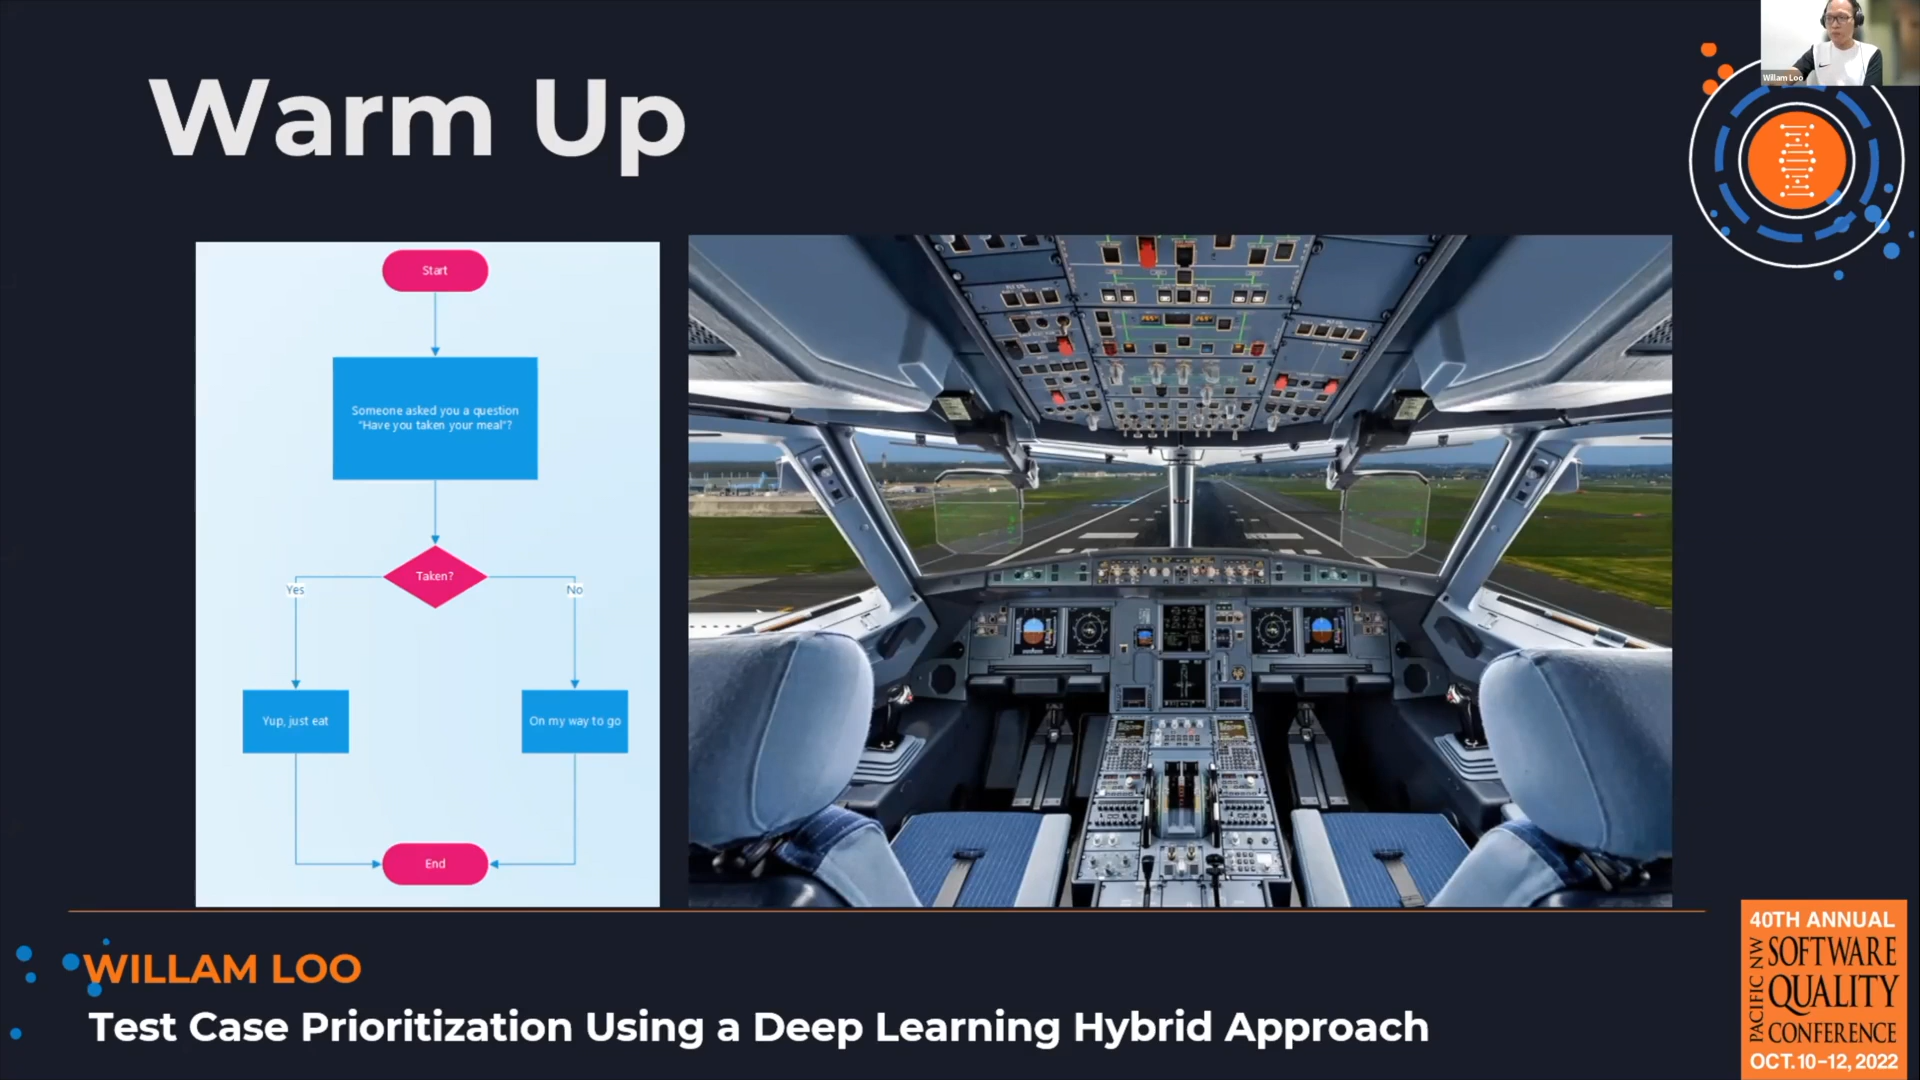 Willam Loo
Warm Up
Start
Someone asked you a question
"Have you taken your meal"?
Taken?
Yes
No
Yup, just eat
On my way to go
End
WILLAM LOO
Test Case Prioritization Using a Deep Learning Hybrid Approach
40TH ANNUAL
PACIFIC NW
SOFTWARE
QUALITY
CONFERENCE
OCT. 10-12, 2022